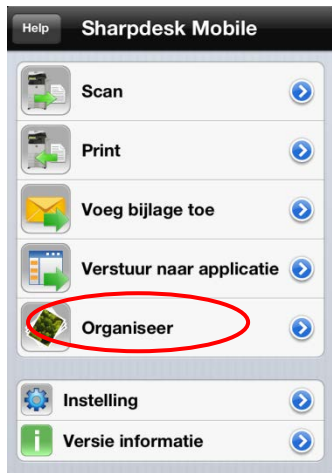 Help
Sharpdesk Mobile
Scan
Print
Voeg bijlage toe
Verstuur naar applicatie
Organiseer
Instelling
Versie informatie